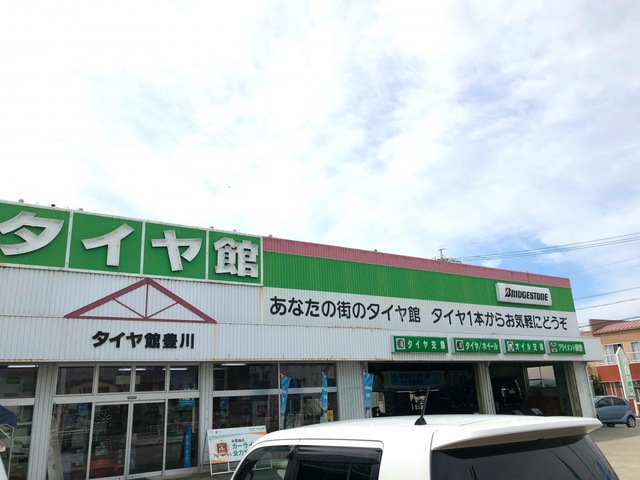 タイヤ館
BRIDGESTONE
あなたの街のタイヤ館 タイヤ1本からお気軽にどうぞ
タイヤ館豊川
タイヤ交換
タイヤ/ホイール
オイル交換
アライメント調整